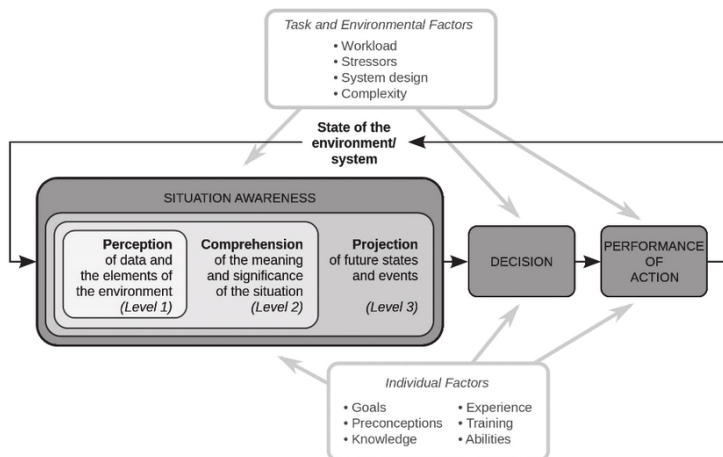 Task and Environmental Factors
• Workload
• Stressors
• System design
• Complexity
State of the
environment/
system
SITUATION AWARENESS
Perception
of data and
the elements of
the environment
(Level 1)
Comprehension
of the meaning
and significance
of the situation
(Level 2)
Projection
of future states
and events
(Level 3)
DECISION
PERFORMANCE
OF
ACTION
Individual Factors
• Goals
• Preconceptions
• Knowledge
• Experience
• Training
• Abilities